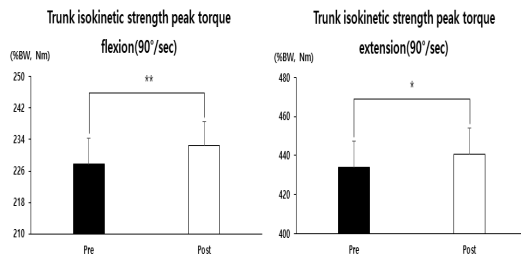 Trunk isokinetic strength peak torque
flexion(90°/sec)
(%BW, Nm)
250
242
234
226
218
210
**
Pre
Post
Trunk isokinetic strength peak torque
extension(90°/sec)
(%BW, Nm)
480
460
440
420
400
*
Pre
Post